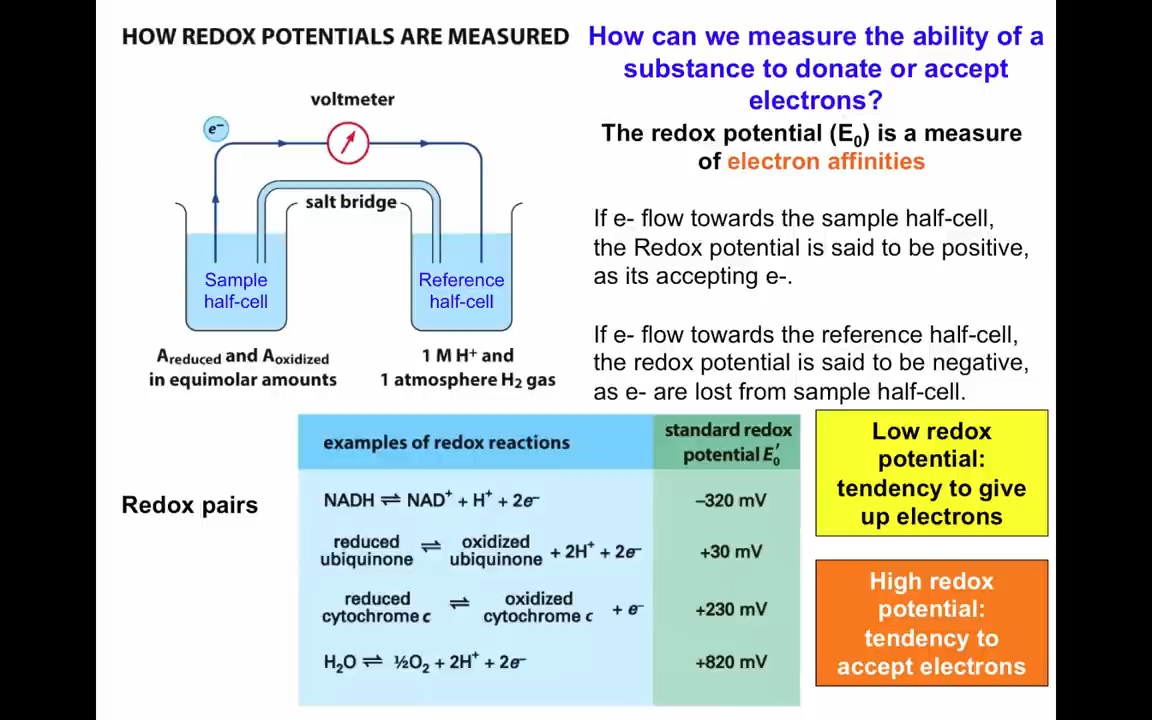 HOW REDOX POTENTIALS ARE MEASURED
voltmeter
e⁻
salt bridge
Sample
half-cell
Reference
half-cell
A_reduced and A_oxidized
in equimolar amounts
1 M H⁺ and
1 atmosphere H₂ gas
How can we measure the ability of a
substance to donate or accept
electrons?
The redox potential (E₀) is a measure
of electron affinities
If e- flow towards the sample half-cell,
the Redox potential is said to be positive,
as its accepting e-.
If e- flow towards the reference half-cell,
the redox potential is said to be negative,
as e- are lost from sample half-cell.
Redox pairs
examples of redox reactions
standard redox
potential E₀′
NADH ⇌ NAD⁺ + H⁺ + 2e⁻
–320 mV
reduced ubiquinone ⇌ oxidized ubiquinone + 2H⁺ + 2e⁻
+30 mV
reduced cytochrome c ⇌ oxidized cytochrome c + e⁻
+230 mV
H₂O ⇌ ½O₂ + 2H⁺ + 2e⁻
+820 mV
Low redox
potential:
tendency to give
up electrons
High redox
potential:
tendency to
accept electrons